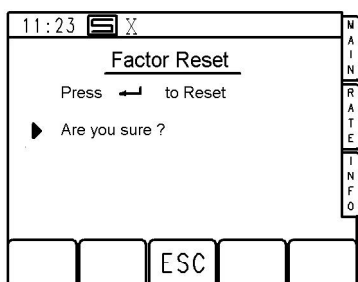 11:23 S X
Factor Reset
Press to Reset
Are you sure ?
MAIN
RATE
INFO
ESC